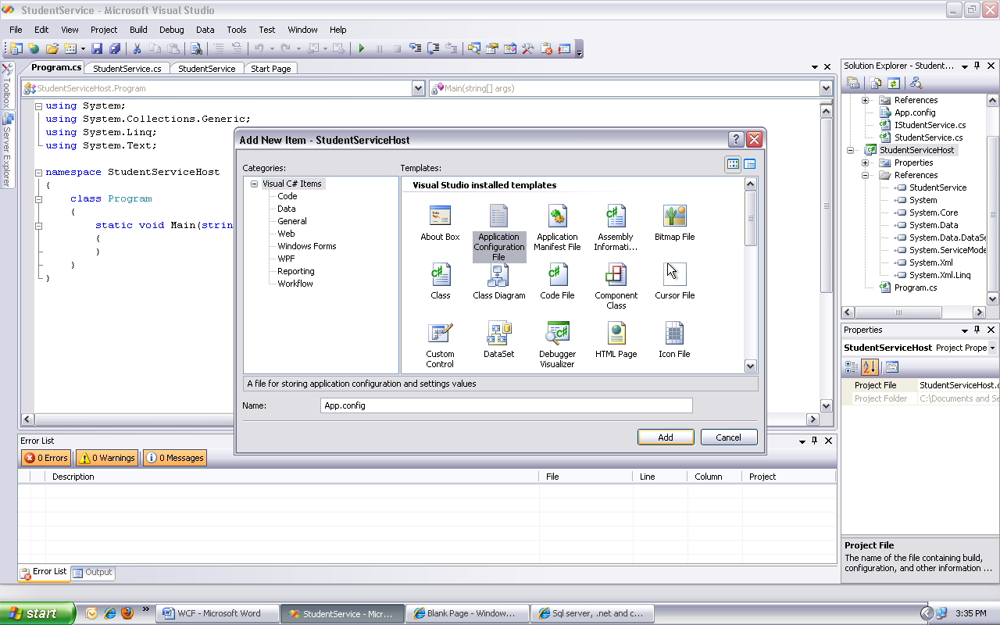 StudentService - Microsoft Visual Studio
File Edit View Project Build Debug Data Tools Test Window Help
Program.cs StudentService.cs StudentService Start Page
StudentServiceHost.Program Main(string[] args)
Toolbox
Server Explorer
using System;
using System.Collections.Generic;
using System.Linq;
using System.Text;
namespace StudentServiceHost
{
class Program
{
static void Main(strin
{
}
}
}
Add New Item - StudentServiceHost
Categories:
Visual C# Items
Code
Data
General
Web
Windows Forms
WPF
Reporting
Workflow
Templates:
Visual Studio installed templates
About Box
Application Configuration File
Application Manifest File
Assembly Informati...
Bitmap File
Class
Class Diagram
Code File
Component Class
Cursor File
Custom Control
DataSet
Debugger Visualizer
HTML Page
Icon File
A file for storing application configuration and settings values
Name: App.config
Add Cancel
Solution Explorer - Student...
References
App.config
IStudentService.cs
StudentService.cs
StudentServiceHost
Properties
References
StudentService
System
System.Core
System.Data
System.Data.DataSe
System.ServiceMode
System.Xml
System.Xml.Linq
Program.cs
Properties
StudentServiceHost Project Prope
Project File StudentServiceHost.c
Project Folder C:\Documents and Se
Project File
The name of the file containing build,
configuration, and other information ...
Error List
0 Errors 0 Warnings 0 Messages
Description File Line Column Project
Error List Output
start WCF - Microsoft Word StudentService - Micr... Blank Page - Window... Sql server, .net and c... 3:35 PM